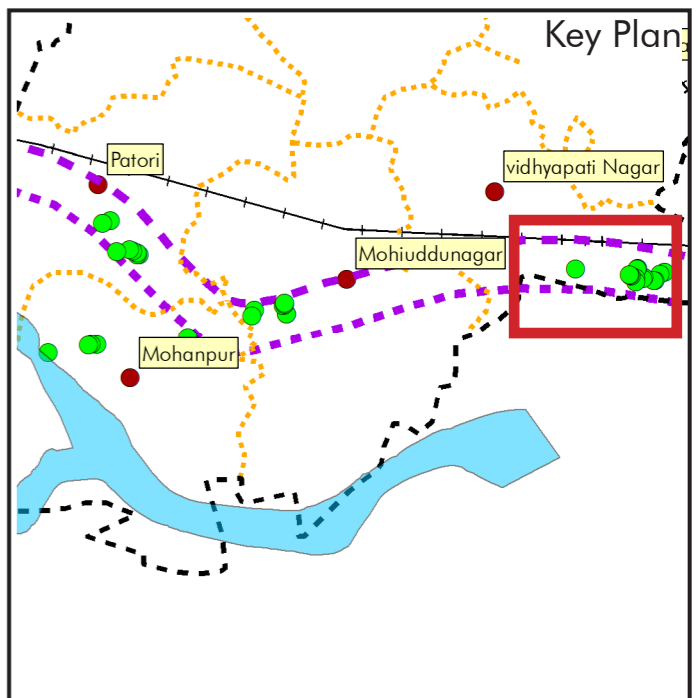 Key Plan
Patori
vidhyapati Nagar
Mohiuddunagar
Mohanpur